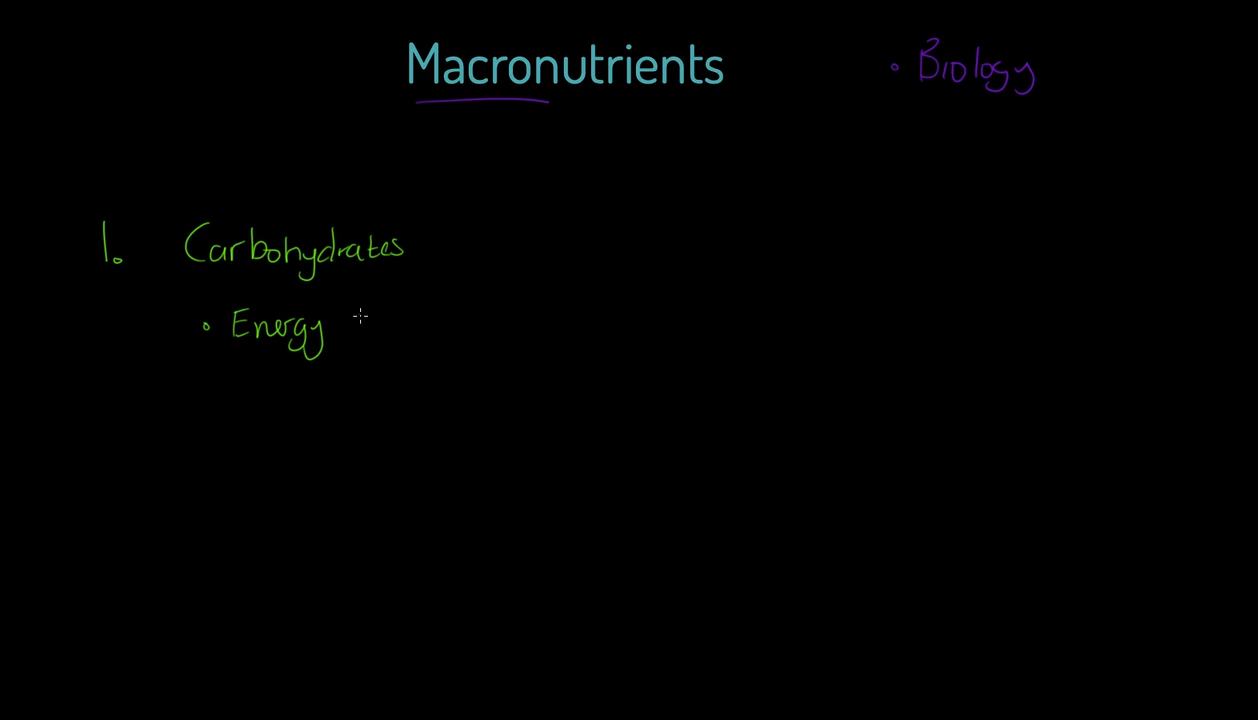 Macronutrients
• Biology
1. Carbohydrates
• Energy